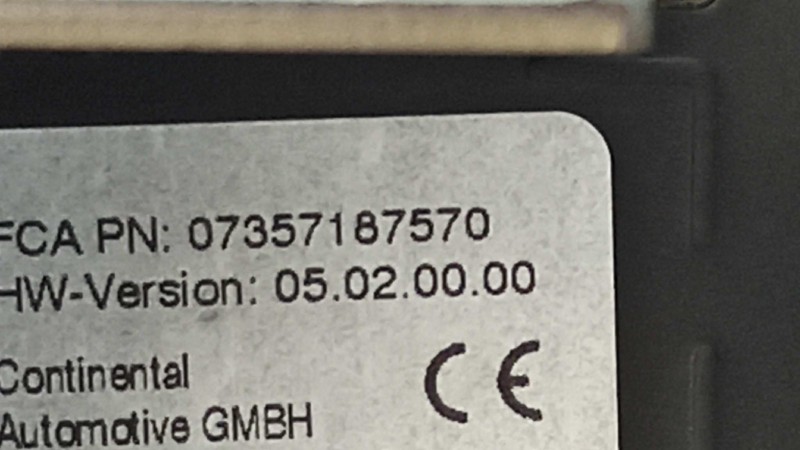 FCA PN: 07357187570
HW-Version: 05.02.00.00
Continental
Automotive GMBH
CE